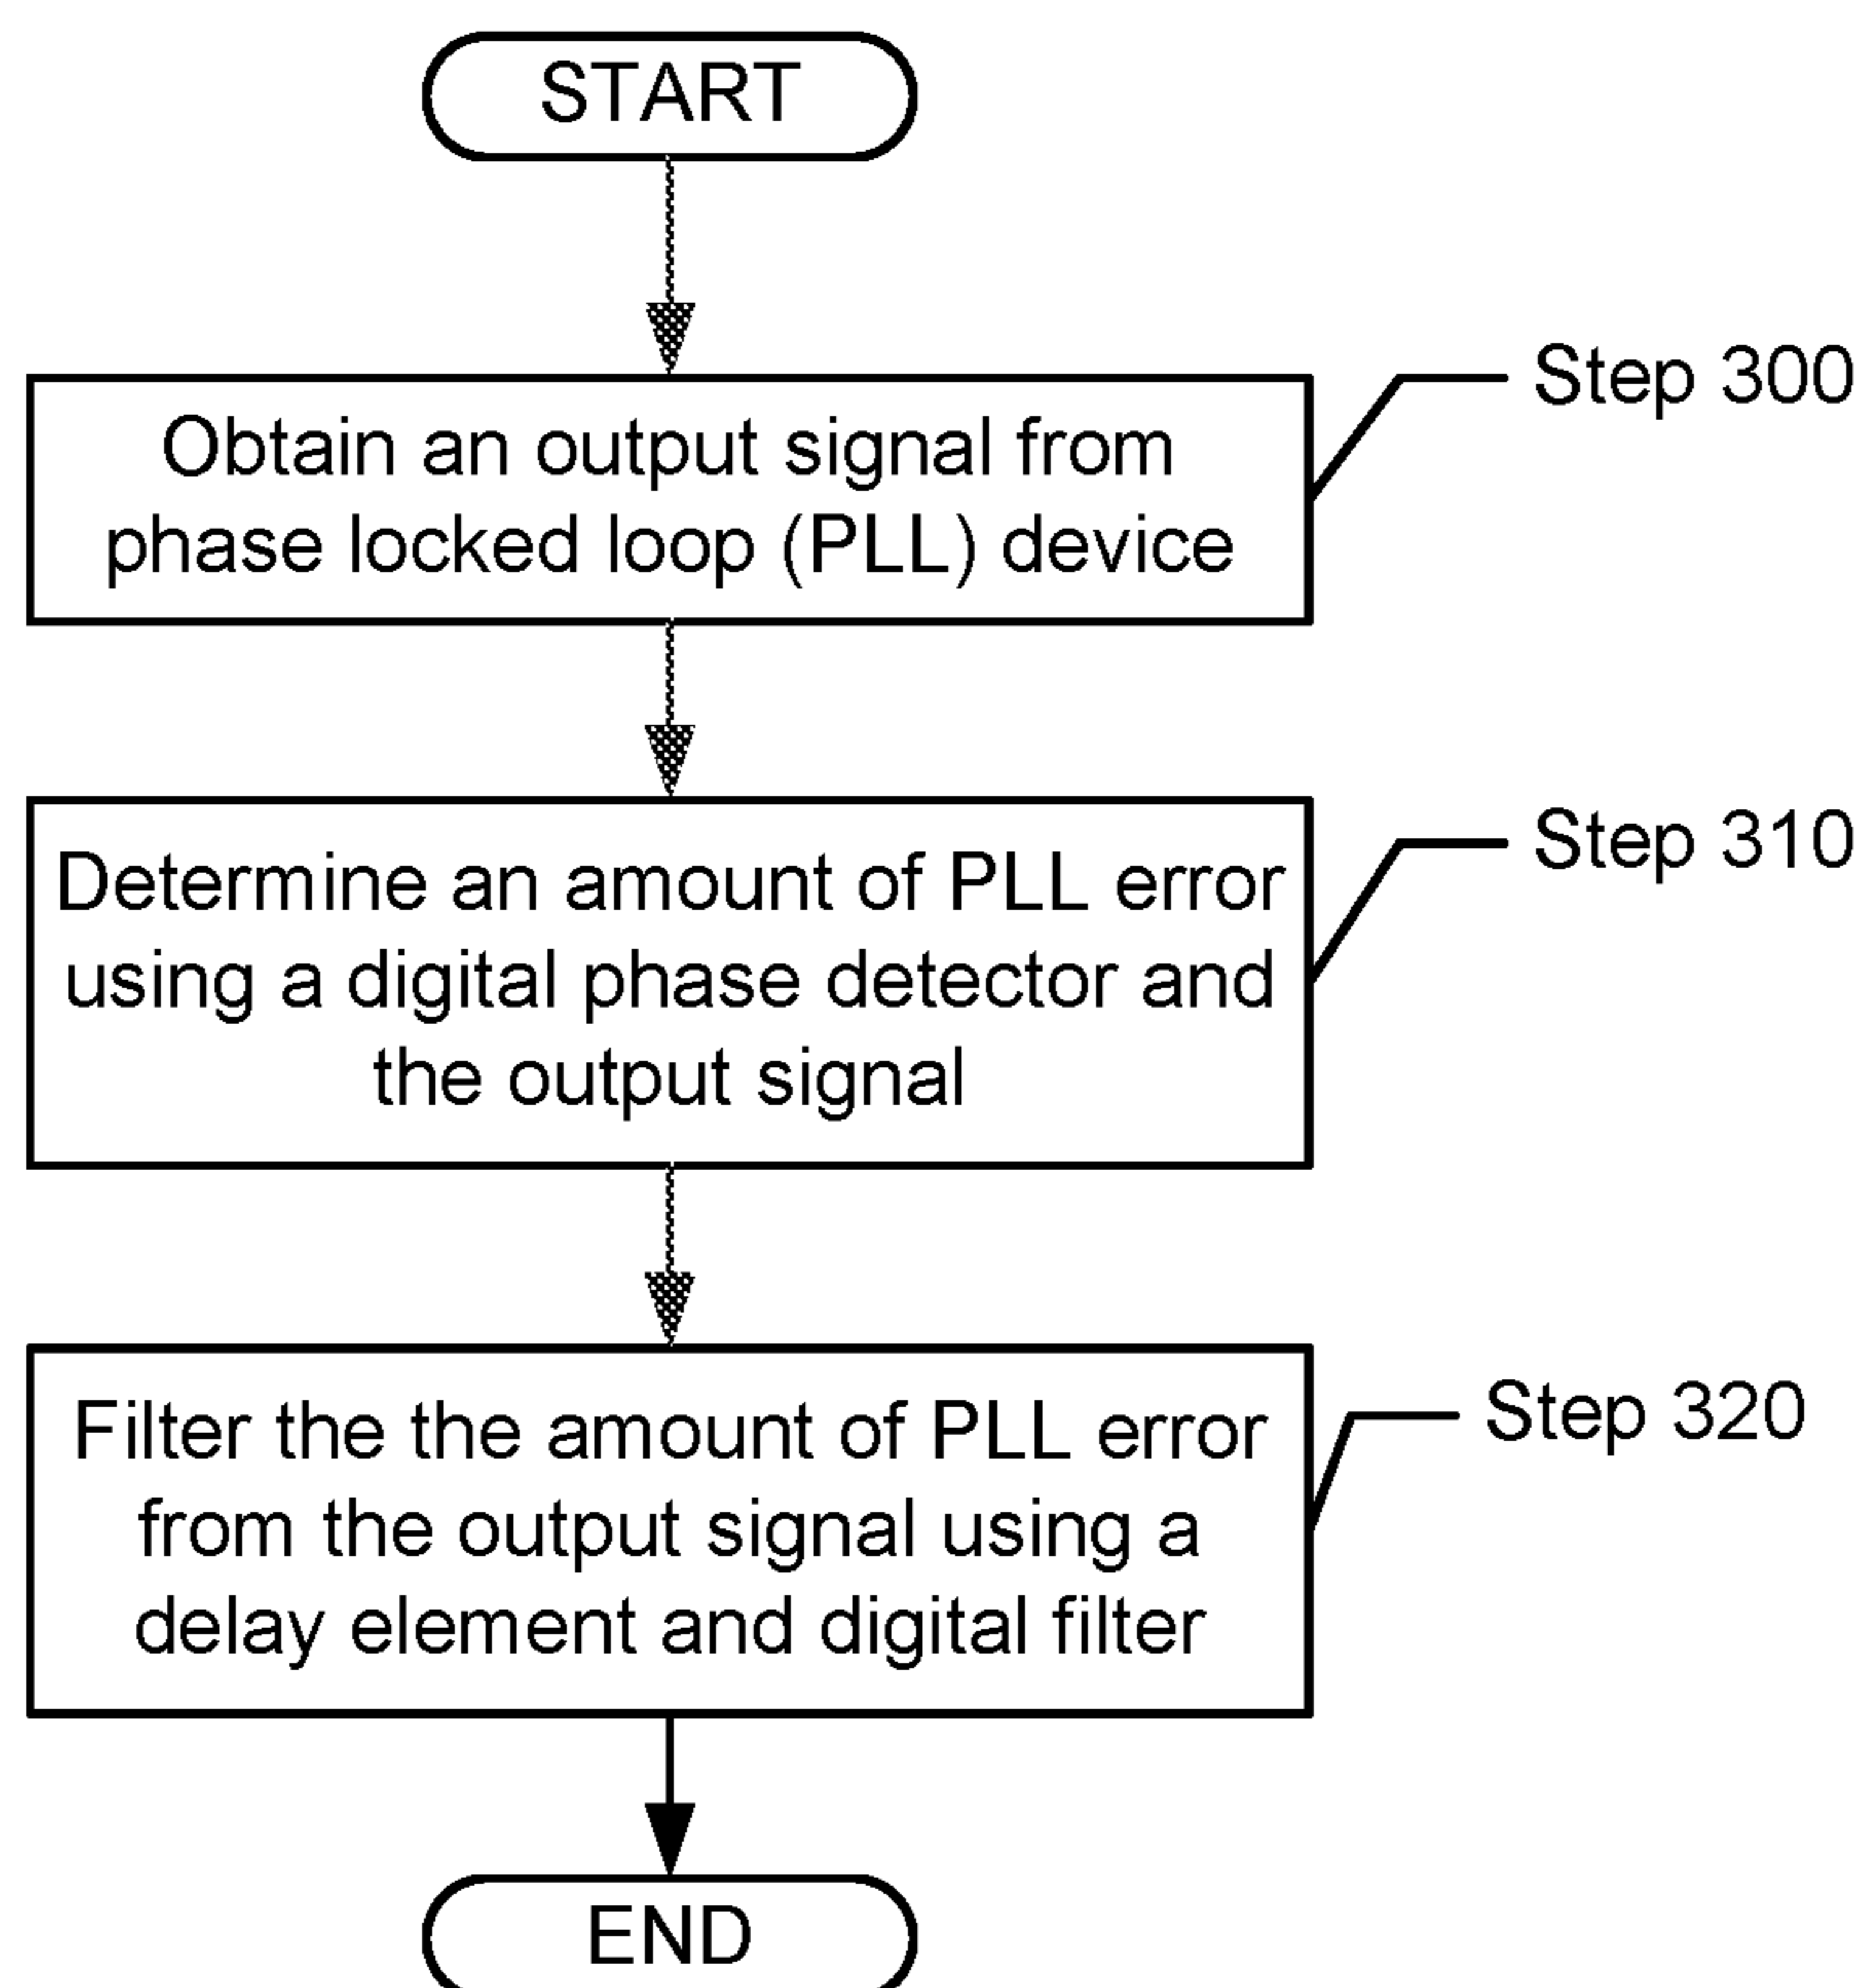 START
Step 300
Obtain an output signal from
phase locked loop (PLL) device
Step 310
Determine an amount of PLL error
using a digital phase detector and
the output signal
Step 320
Filter the the amount of PLL error
from the output signal using a
delay element and digital filter
END